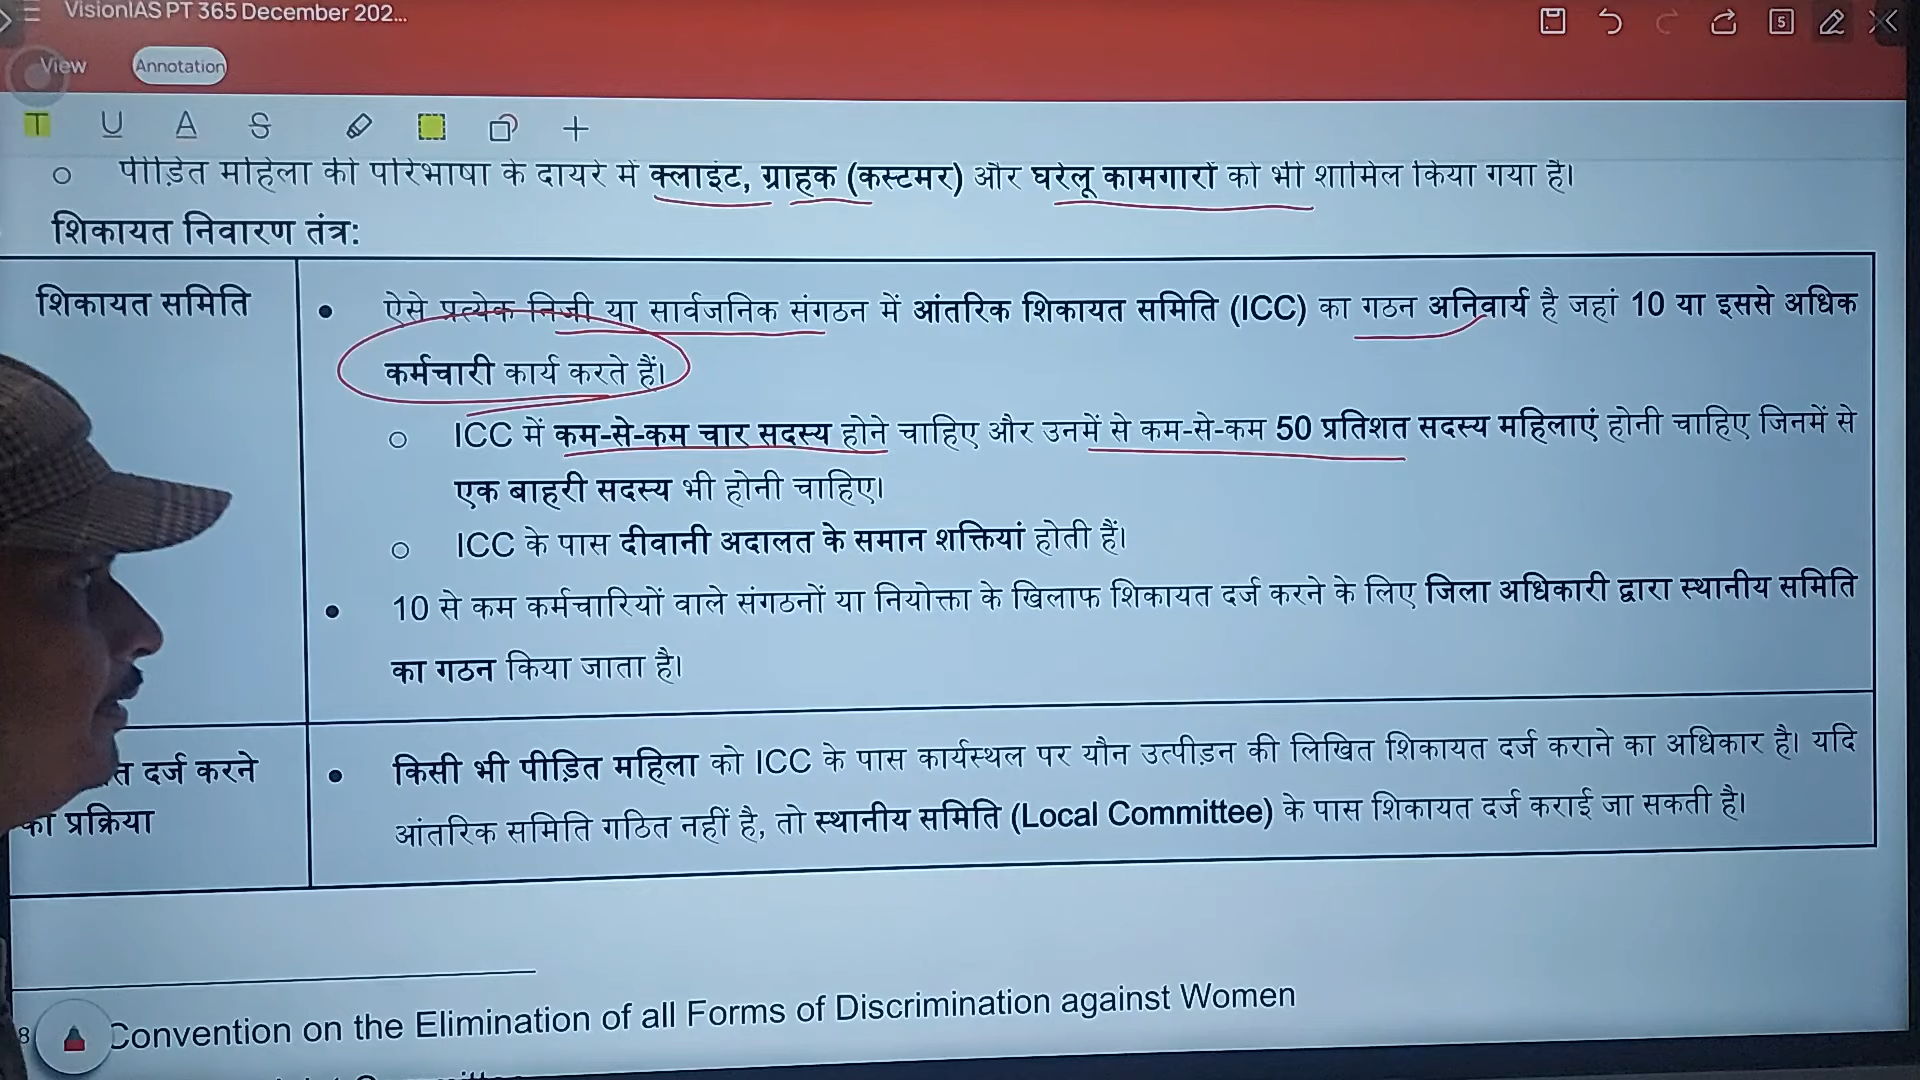 VisionIAS PT 365 December 202...
View
Annotation
T U A S
पीड़ित महिला की परिभाषा के दायरे में क्लाइंट, ग्राहक (कस्टमर) और घरेलू कामगारों को भी शामिल किया गया है।
शिकायत निवारण तंत्र:
शिकायत समिति
ऐसे प्रत्येक निजी या सार्वजनिक संगठन में आंतरिक शिकायत समिति (ICC) का गठन अनिवार्य है जहां 10 या इससे अधिक
कर्मचारी कार्य करते हैं।
ICC में कम-से-कम चार सदस्य होने चाहिए और उनमें से कम-से-कम 50 प्रतिशत सदस्य महिलाएं होनी चाहिए जिनमें से
एक बाहरी सदस्य भी होनी चाहिए।
ICC के पास दीवानी अदालत के समान शक्तियां होती हैं।
10 से कम कर्मचारियों वाले संगठनों या नियोक्ता के खिलाफ शिकायत दर्ज करने के लिए जिला अधिकारी द्वारा स्थानीय समिति
का गठन किया जाता है।
त दर्ज करने
की प्रक्रिया
किसी भी पीड़ित महिला को ICC के पास कार्यस्थल पर यौन उत्पीड़न की लिखित शिकायत दर्ज कराने का अधिकार है। यदि
आंतरिक समिति गठित नहीं है, तो स्थानीय समिति (Local Committee) के पास शिकायत दर्ज कराई जा सकती है।
8 Convention on the Elimination of all Forms of Discrimination against Women